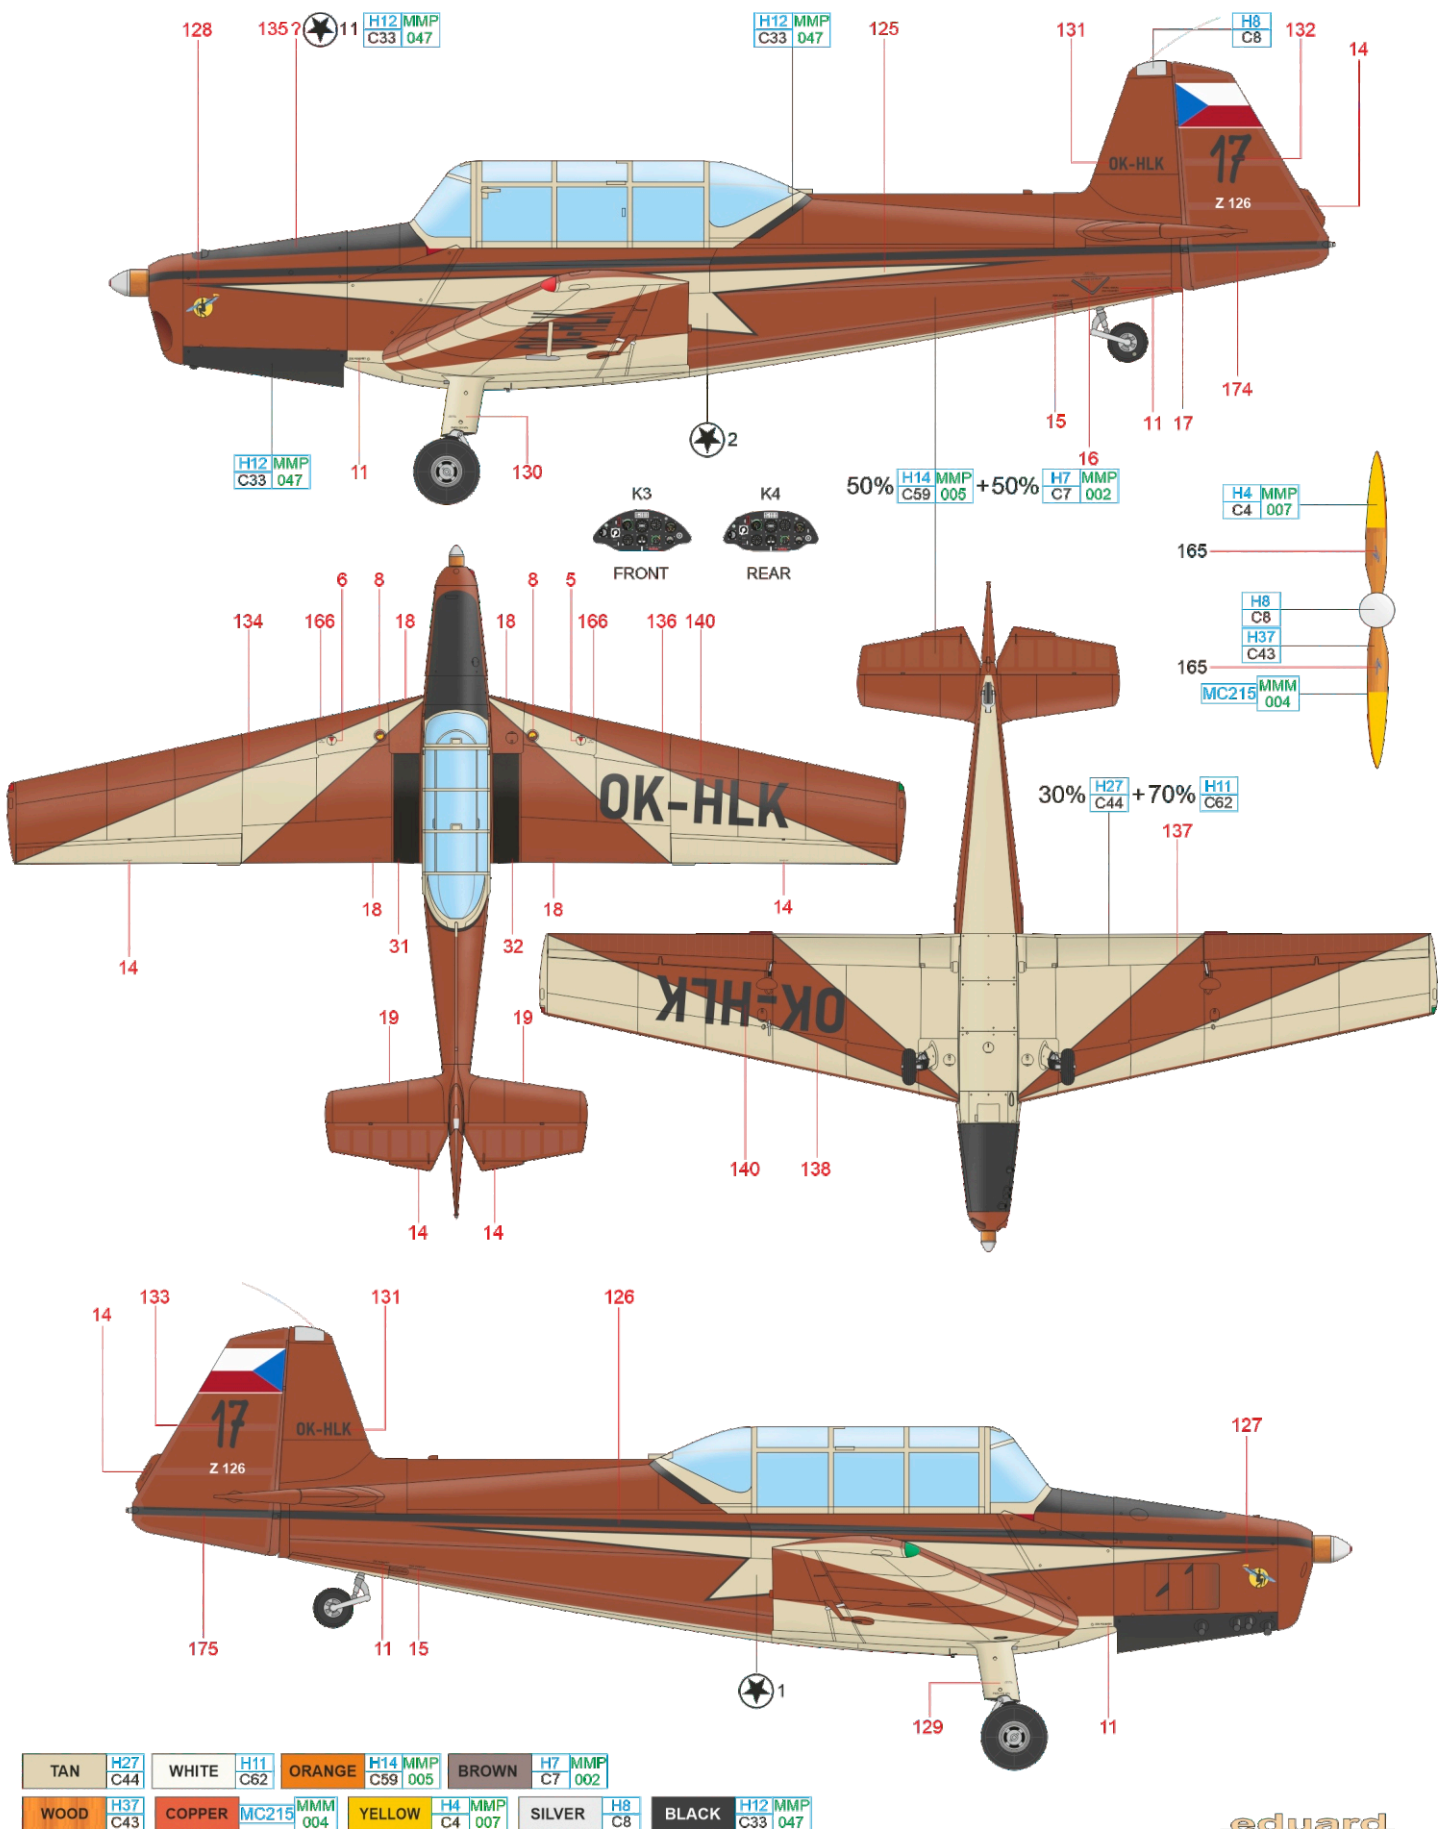 128
135 ?
11
H12 MMP
C33 047
H12 MMP
C33 047
125
131
H8
C8
132
14
OK-HLK
17
Z 126
174
15
11
17
16
H12 MMP
C33 047
11
130
2
K3
K4
FRONT
REAR
50% H14 MMP + 50% H7 MMP
C59 005 C7 002
H4 MMP
C4 007
165
H8
C8
H37
C43
165
MC215 MMM
004
6
8
8
5
134
166
18
18
166
136
140
OK-HLK
30% H27 + 70% H11
C44 C62
137
14
18
31
32
18
14
OK-HLK
19
19
140
138
14
14
14
133
131
126
17
OK-HLK
Z 126
127
175
11
15
1
129
11
TAN H27
C44
WHITE H11
C62
ORANGE H14 MMP
C59 005
BROWN H7 MMP
C7 002
WOOD H37
C43
COPPER MC215 MMM
004
YELLOW H4 MMP
C4 007
SILVER H8
C8
BLACK H12 MMP
C33 047
eduard